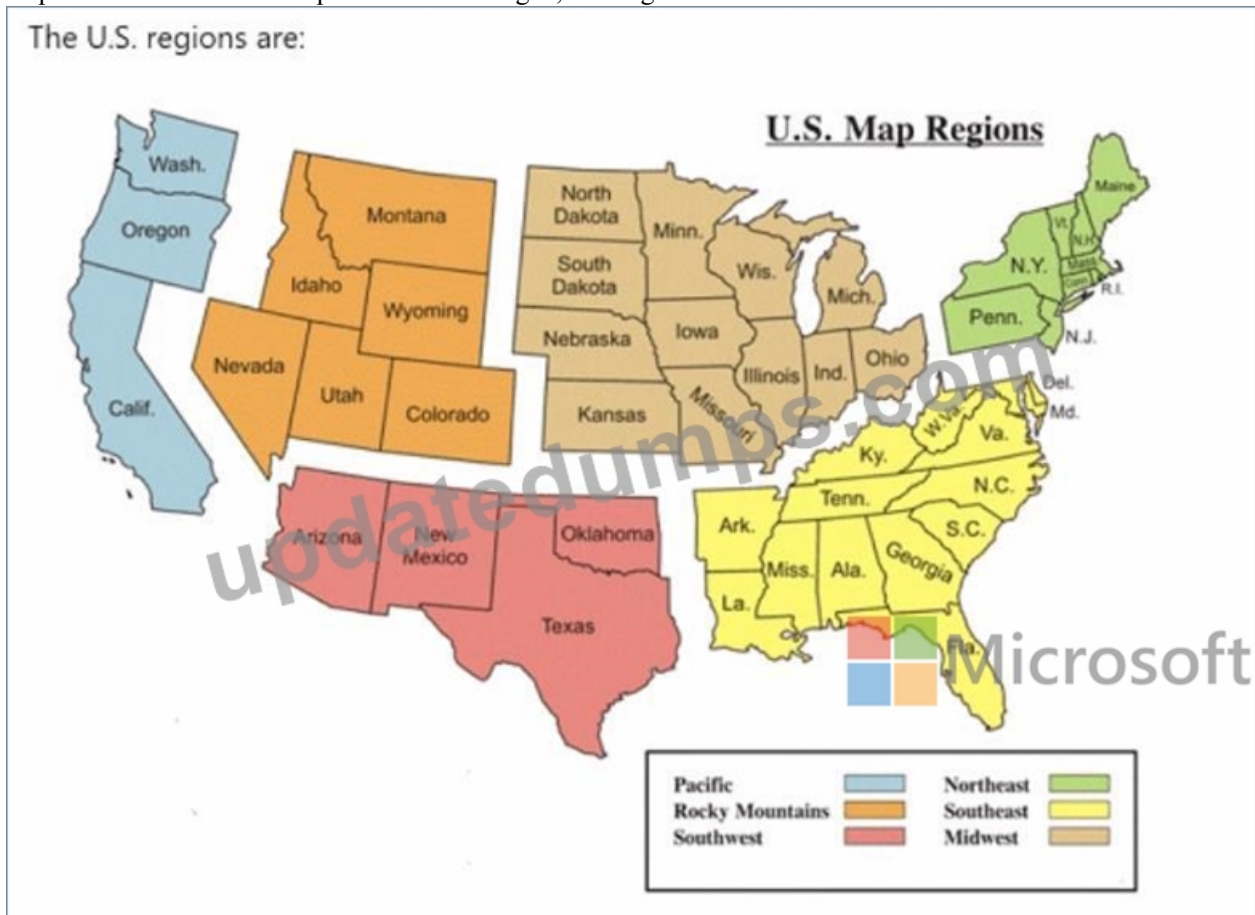 The U.S. regions are:
U.S. Map Regions
Wash.
Oregon
Calif.
Montana
Idaho
Wyoming
Nevada
Utah
Colorado
North
Dakota
South
Dakota
Nebraska
Kansas
Minn.
Iowa
Missouri
Wis.
Illinois
Mich.
Ind.
Ohio
Maine
Vt.
N.H.
Mass.
Conn.
R.I.
N.Y.
Penn.
N.J.
Del.
Md.
W.Va.
Va.
Ky.
Tenn.
N.C.
S.C.
Ark.
La.
Miss.
Ala.
Georgia
Fla.
Arizona
New
Mexico
Oklahoma
Texas
updatedumps.com
Microsoft
Pacific
Northeast
Rocky Mountains
Southeast
Southwest
Midwest